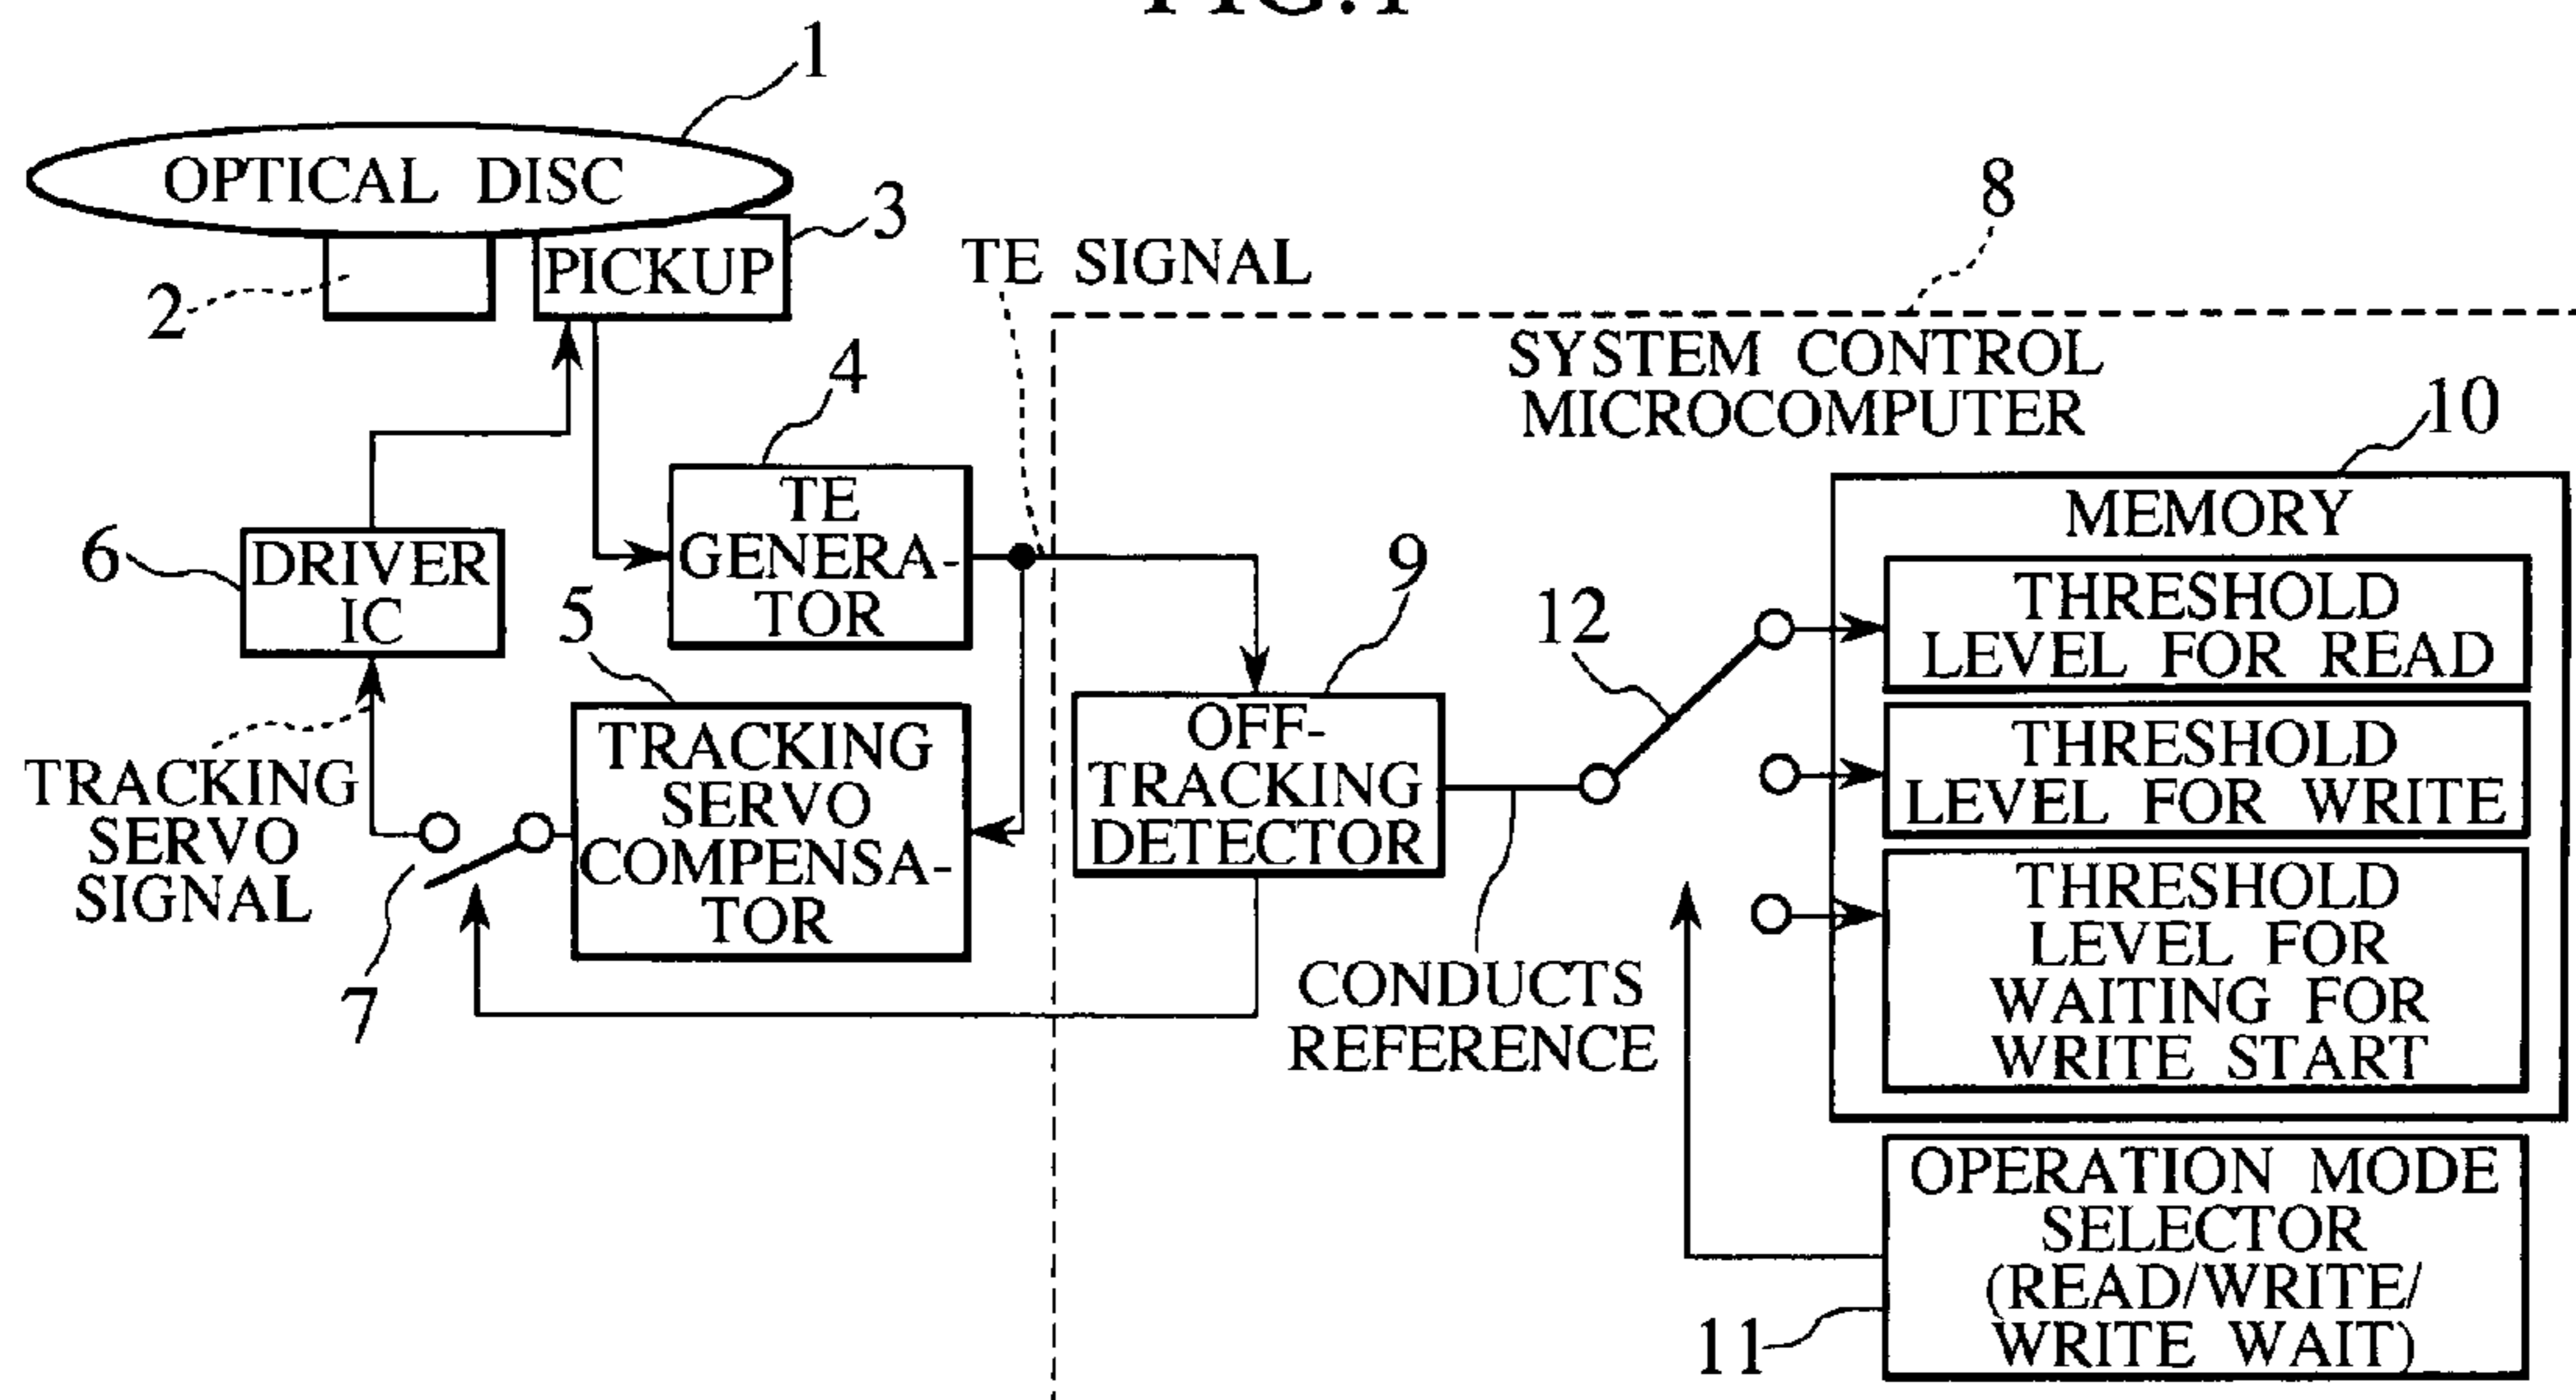 FIG.1
1
OPTICAL DISC
2
PICKUP
3
TE SIGNAL
8
SYSTEM CONTROL
MICROCOMPUTER
4
TE
GENERA-
TOR
6
DRIVER
IC
5
TRACKING
SERVO
COMPENSA-
TOR
TRACKING
SERVO
SIGNAL
7
9
OFF-
TRACKING
DETECTOR
12
CONDUCTS
REFERENCE
10
MEMORY
THRESHOLD
LEVEL FOR READ
THRESHOLD
LEVEL FOR WRITE
THRESHOLD
LEVEL FOR
WAITING FOR
WRITE START
OPERATION MODE
SELECTOR
(READ/WRITE/
WRITE WAIT)
11